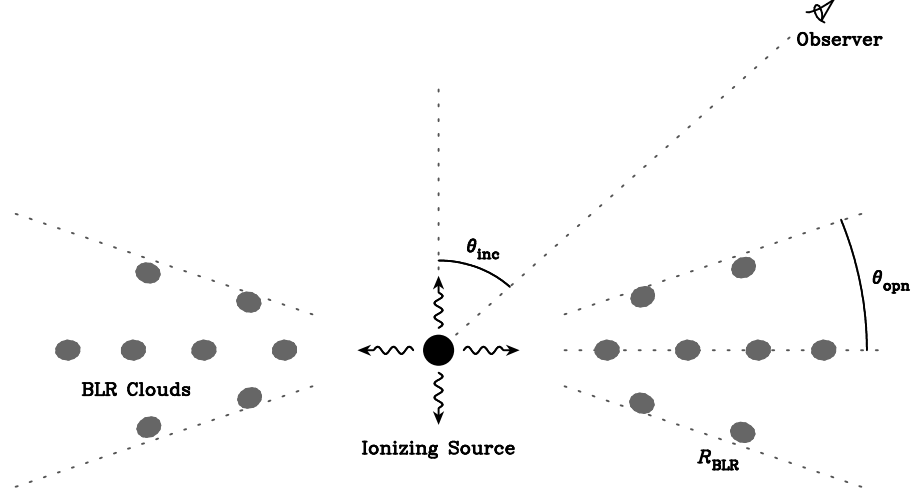 Observer
θinc
θopn
BLR Clouds
Ionizing Source
RBLR